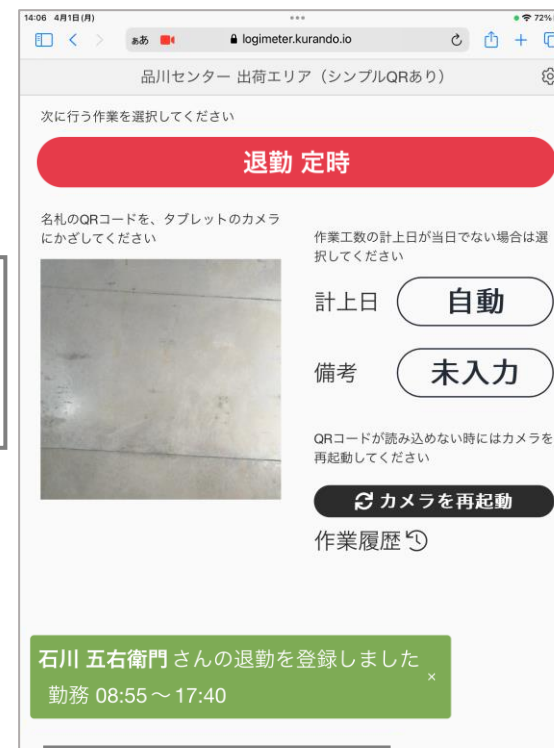 14:06 4月1日(月)
72%
ぁあ
logimeter.kurando.io
品川センター 出荷エリア（シンプルQRあり）
次に行う作業を選択してください
退勤 定時
名札のQRコードを、タブレットのカメラ
にかざしてください
作業工数の計上日が当日でない場合は選
択してください
計上日 自動
備考 未入力
QRコードが読み込めない時にはカメラを
再起動してください
カメラを再起動
作業履歴
石川 五右衛門 さんの退勤を登録しました
×
勤務 08:55～17:40